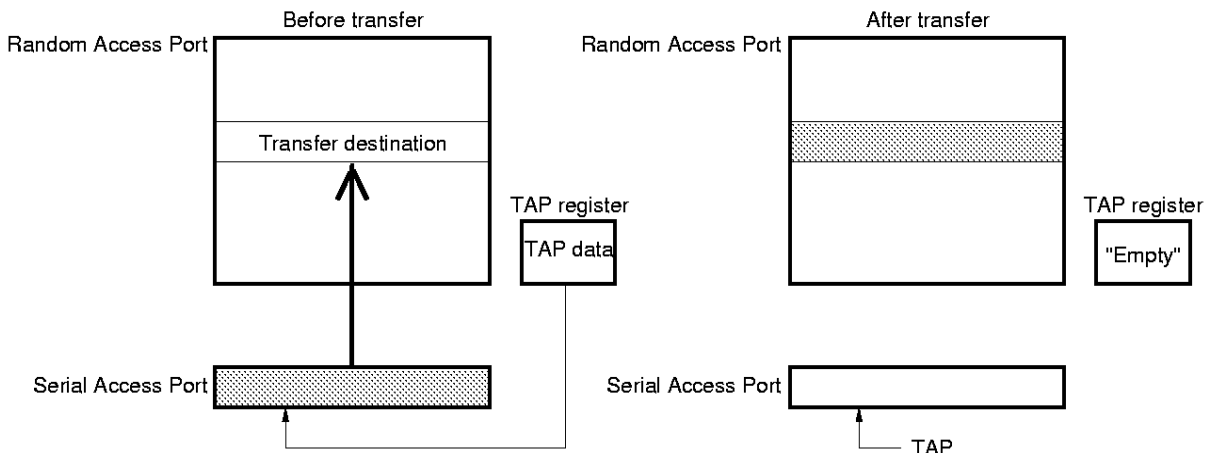 Before transfer
Random Access Port
Transfer destination
TAP register
TAP data
Serial Access Port
After transfer
Random Access Port
TAP register
"Empty"
Serial Access Port
TAP